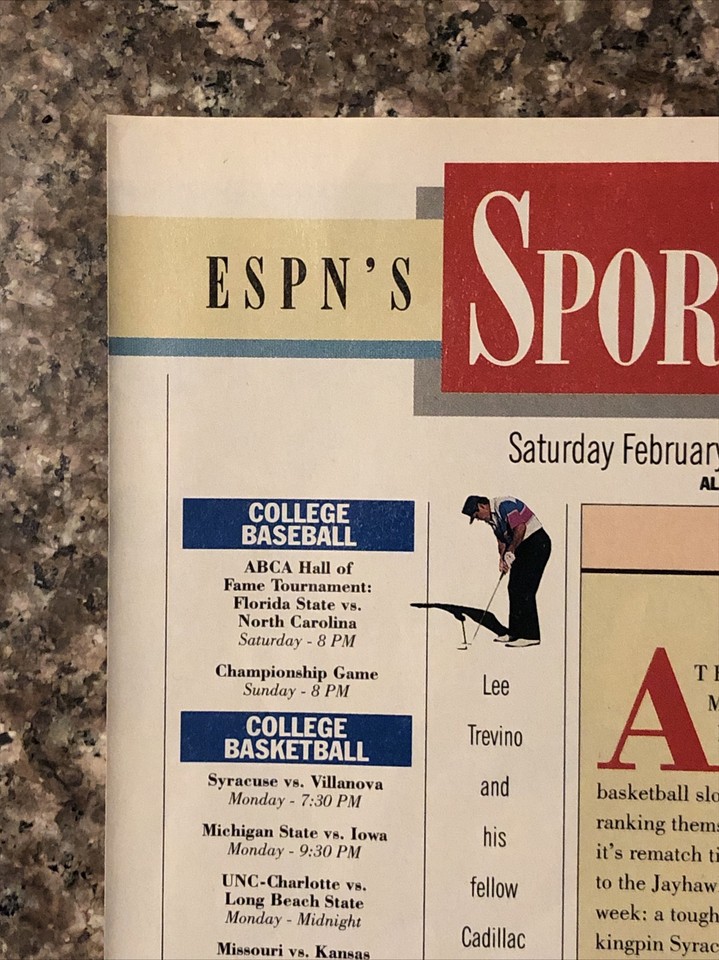 ESPN'S
SPOR
Saturday February
AL
COLLEGE
BASEBALL
ABCA Hall of
Fame Tournament:
Florida State vs.
North Carolina
Saturday - 8 PM
Championship Game
Sunday - 8 PM
COLLEGE
BASKETBALL
Syracuse vs. Villanova
Monday - 7:30 PM
Michigan State vs. Iowa
Monday - 9:30 PM
UNC-Charlotte vs.
Long Beach State
Monday - Midnight
Missouri vs. Kansas
Lee
Trevino
and
his
fellow
Cadillac
A
basketball slo
ranking thems
it's rematch ti
to the Jayhaw
week: a tough
kingpin Syrac